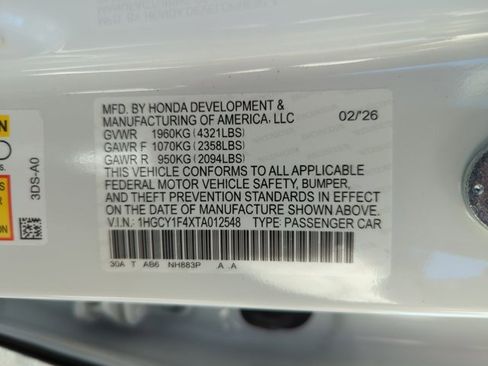 MFD. BY HONDA DEVELOPMENT &
MANUFACTURING OF AMERICA, LLC 02/'26
GVWR 1960KG (4321LBS)
GAWR F 1070KG (2358LBS)
GAWR R 950KG (2094LBS)
THIS VEHICLE CONFORMS TO ALL APPLICABLE
FEDERAL MOTOR VEHICLE SAFETY, BUMPER,
AND THEFT PREVENTION STANDARDS IN EFFECT
ON THE DATE OF MANUFACTURE SHOWN ABOVE.
V.I.N.: 1HGCY1F4XTA012548 TYPE: PASSENGER CAR
30A T AB6 NH883P A..A
3DS-A0